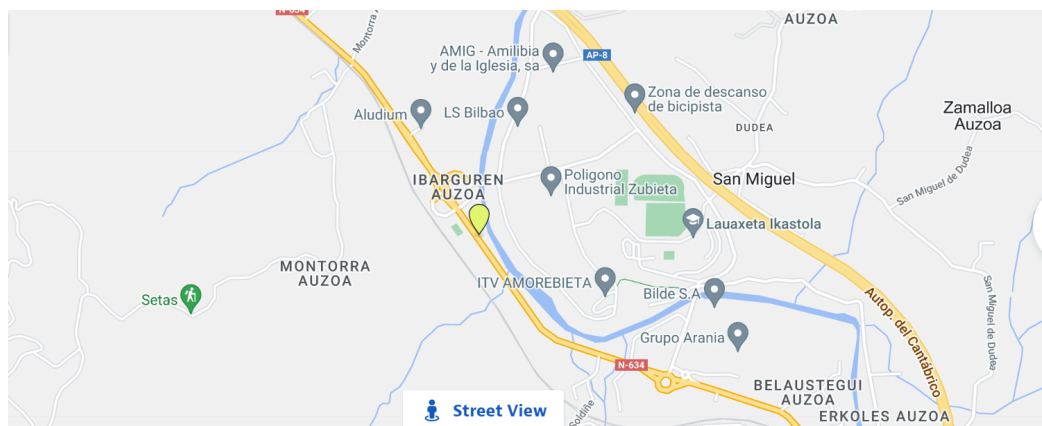 N-634
AUZOA
Montorra
AMIG - Amilibia
y de la Iglesia, sa
AP-8
Zona de descanso
de bicipista
Zamalloa
Auzoa
Aludium
LS Bilbao
DUDEA
IBARGUREN
AUZOA
Poligono
Industrial Zubieta
San Miguel
San Miguel de Dudea
Lauaxeta Ikastola
MONTORRA
AUZOA
Setas
ITV AMOREBIETA
Bilde S.A
San Miguel de Dudea
Autop. del Cantábrico
Grupo Arania
N-634
BELAUSTEGUI
AUZOA
Street View
Soldiñe
ERKOLES AUZOA